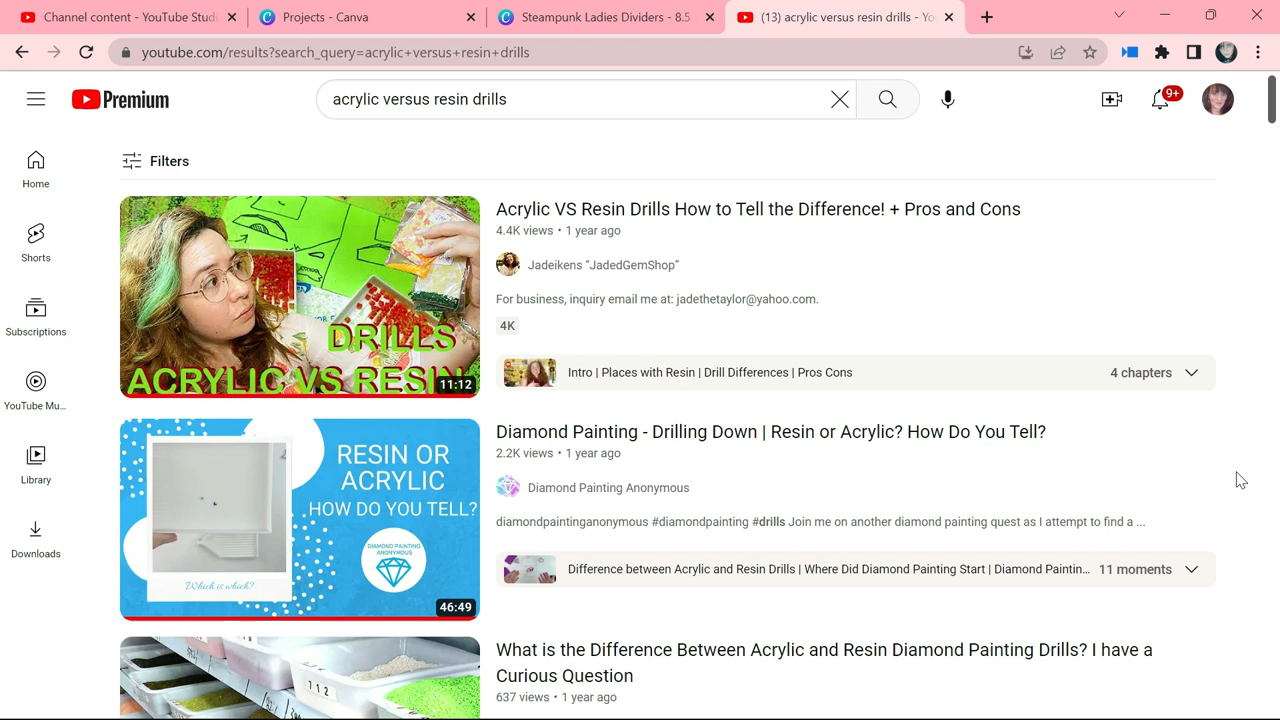 Channel content - YouTube Studi
Projects - Canva
Steampunk Ladies Dividers - 8.5
(13) acrylic versus resin drills - Yo
youtube.com/results?search_query=acrylic+versus+resin+drills
Premium
acrylic versus resin drills
9+
Filters
Home
Shorts
Subscriptions
YouTube Mu...
Library
Downloads
DRILLS
ACRYLIC VS RESIN
11:12
Acrylic VS Resin Drills How to Tell the Difference! + Pros and Cons
4.4K views • 1 year ago
Jadeikens “JadedGemShop”
For business, inquiry email me at: jadethetaylor@yahoo.com.
4K
Intro | Places with Resin | Drill Differences | Pros Cons
4 chapters
RESIN OR
ACRYLIC
HOW DO YOU TELL?
DIAMOND PAINTING
ANONYMOUS
Which is which?
46:49
Diamond Painting - Drilling Down | Resin or Acrylic? How Do You Tell?
2.2K views • 1 year ago
Diamond Painting Anonymous
diamondpaintinganonymous #diamondpainting #drills Join me on another diamond painting quest as I attempt to find a ...
Difference between Acrylic and Resin Drills | Where Did Diamond Painting Start | Diamond Paintin...
11 moments
712
What is the Difference Between Acrylic and Resin Diamond Painting Drills? I have a
Curious Question
637 views • 1 year ago